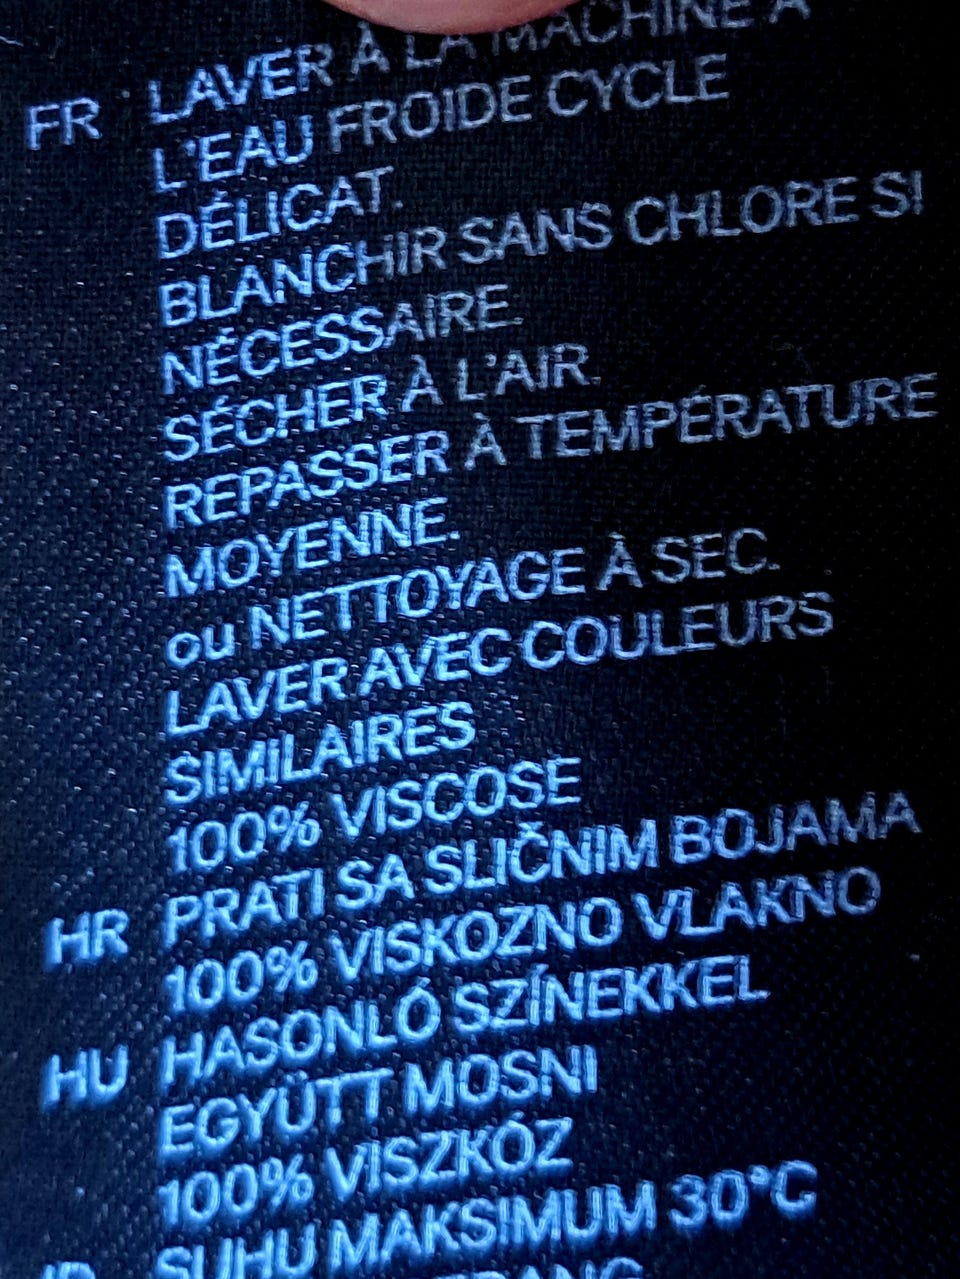 FR LAVER À LA MACHINE À
L'EAU FROIDE CYCLE
DÉLICAT.
BLANCHIR SANS CHLORE SI
NÉCESSAIRE.
SÉCHER À L'AIR.
REPASSER À TEMPÉRATURE
MOYENNE.
ou NETTOYAGE À SEC.
LAVER AVEC COULEURS
SIMILAIRES
100% VISCOSE
HR PRATI SA SLIČNIM BOJAMA
100% VISKOZNO VLAKNO
HU HASONLÓ SZÍNEKKEL
EGYÜTT MOSNI
100% VISZKÓZ
SUHU MAKSIMUM 30°C